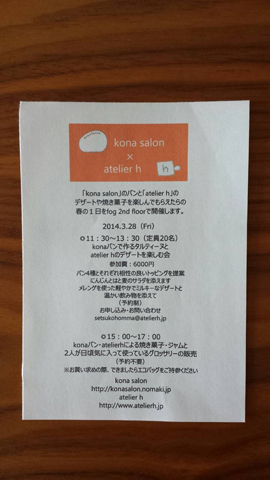 kona salon
×
atelier h
h
「kona salon」のパンと「atelier h」の
デザートや焼き菓子を楽しんでもらえたらの
春の１日をfog 2nd floorで開催します。
2014.3.28 （Fri）
◎11：30～13：30（定員20名）
konaパンで作るタルティーヌと
atelier hのデザートを楽しむ会
参加費：6000円
パン4種とそれぞれ相性の良いトッピングを提案
にんじんはと麦のサラダを添えます
メレンゲを使った軽やかでミルキーなデザートと
温かい飲み物を添えて
（予約制）
お申し込み・お問い合わせ
setsukohomma@atelierh.jp
◎15：00～17：00
konaパン・atelierhによる焼き菓子・ジャムと
2人が日頃気に入って使っているグロッサリーの販売
（予約不要）
※お買い求めの際、できましたらエコバッグをご持参ください
kona salon
http://konasalon.nomaki.jp
atelier h
http://www.atelierh.jp